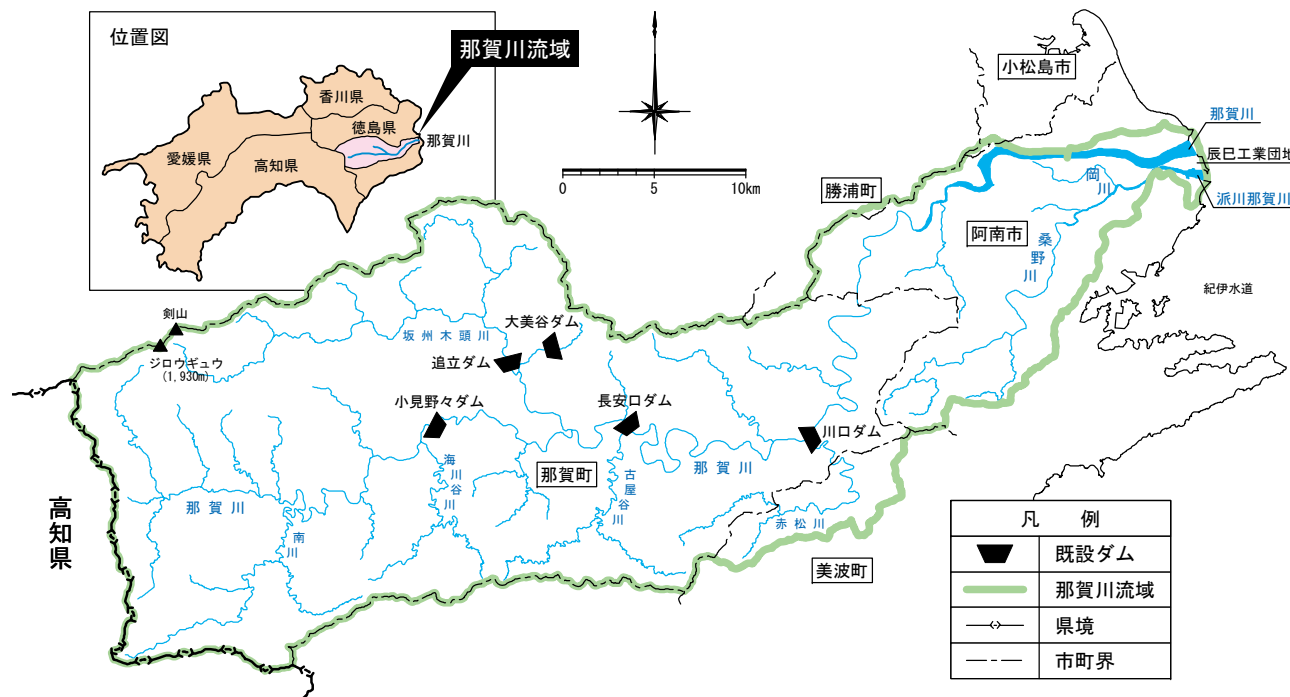 位置図
那賀川流域
香川県
徳島県
那賀川
愛媛県
高知県
0
5
10km
小松島市
那賀川
辰巳工業団地
派川那賀川
勝浦町
岡川
阿南市
桑野川
紀伊水道
剣山
ジロウギュウ
(1,930m)
坂州木頭川
大美谷ダム
追立ダム
小見野々ダム
長安口ダム
川口ダム
海川谷川
那賀町
古屋谷川
那賀川
那賀川
南川
赤松川
高知県
美波町
凡 例
既設ダム
那賀川流域
県境
市町界